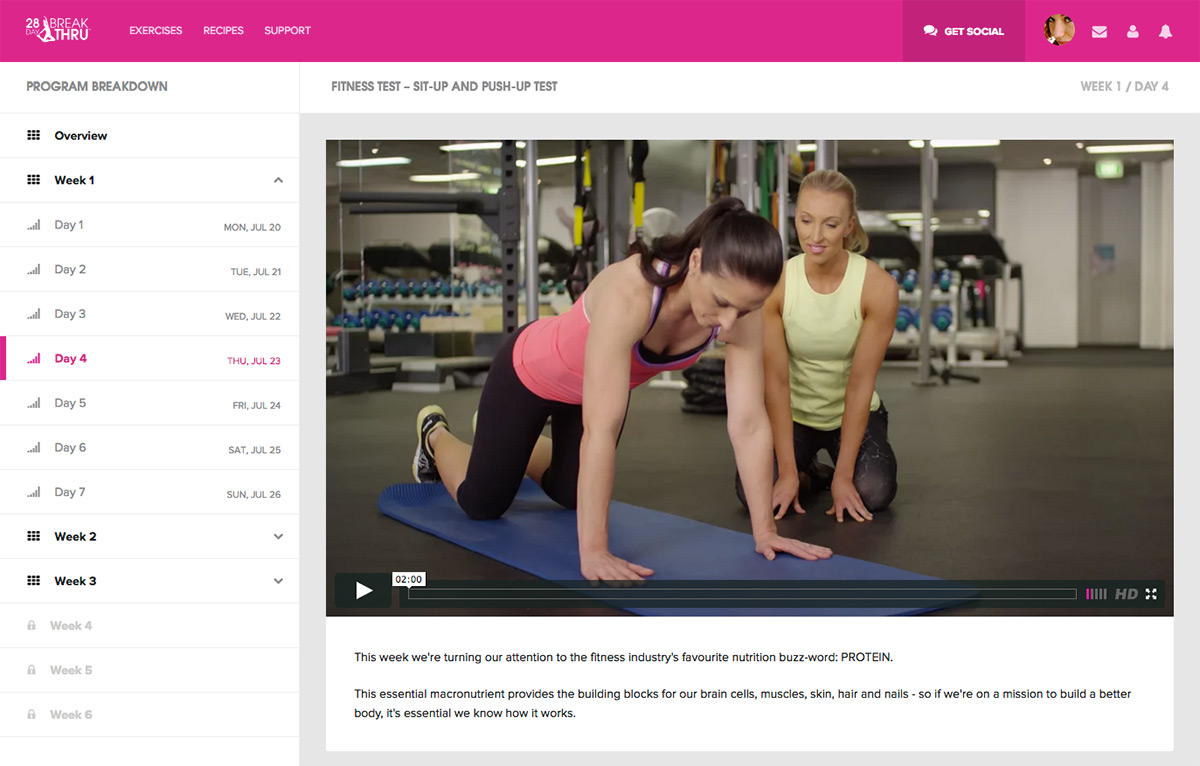 28 BREAK
DAY THRU
EXERCISES
RECIPES
SUPPORT
GET SOCIAL
PROGRAM BREAKDOWN
FITNESS TEST – SIT-UP AND PUSH-UP TEST
WEEK 1 / DAY 4
Overview
Week 1
Day 1
MON, JUL 20
Day 2
TUE, JUL 21
Day 3
WED, JUL 22
Day 4
THU, JUL 23
Day 5
FRI, JUL 24
Day 6
SAT, JUL 25
Day 7
SUN, JUL 26
Week 2
Week 3
Week 4
Week 5
Week 6
02:00
HD
This week we're turning our attention to the fitness industry's favourite nutrition buzz-word: PROTEIN.
This essential macronutrient provides the building blocks for our brain cells, muscles, skin, hair and nails - so if we're on a mission to build a better
body, it's essential we know how it works.